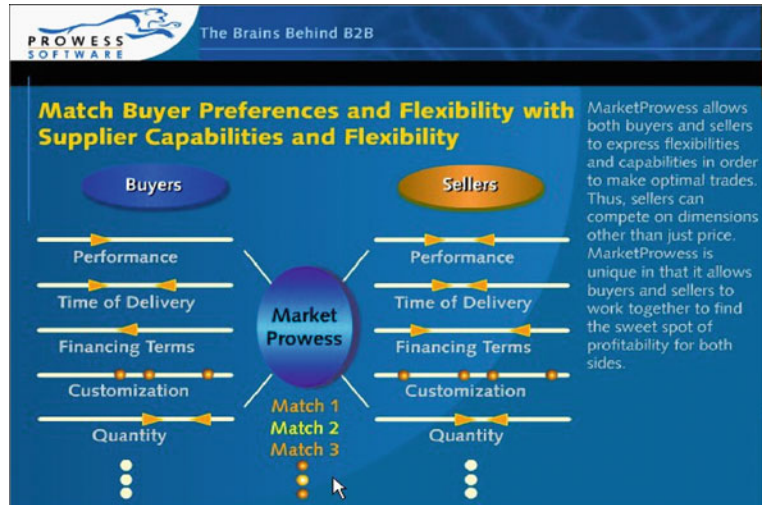 PROWESS
SOFTWARE
The Brains Behind B2B
Match Buyer Preferences and Flexibility with
Supplier Capabilities and Flexibility
Buyers
Performance
Time of Delivery
Financing Terms
Customization
Quantity
Market
Prowess
Match 1
Match 2
Match 3
Sellers
Performance
Time of Delivery
Financing Terms
Customization
Quantity
MarketProwess allows
both buyers and sellers
to express flexibilities
and capabilities in order
to make optimal trades.
Thus, sellers can
compete on dimensions
other than just price.
MarketProwess is
unique in that it allows
buyers and sellers to
work together to find
the sweet spot of
profitability for both
sides.